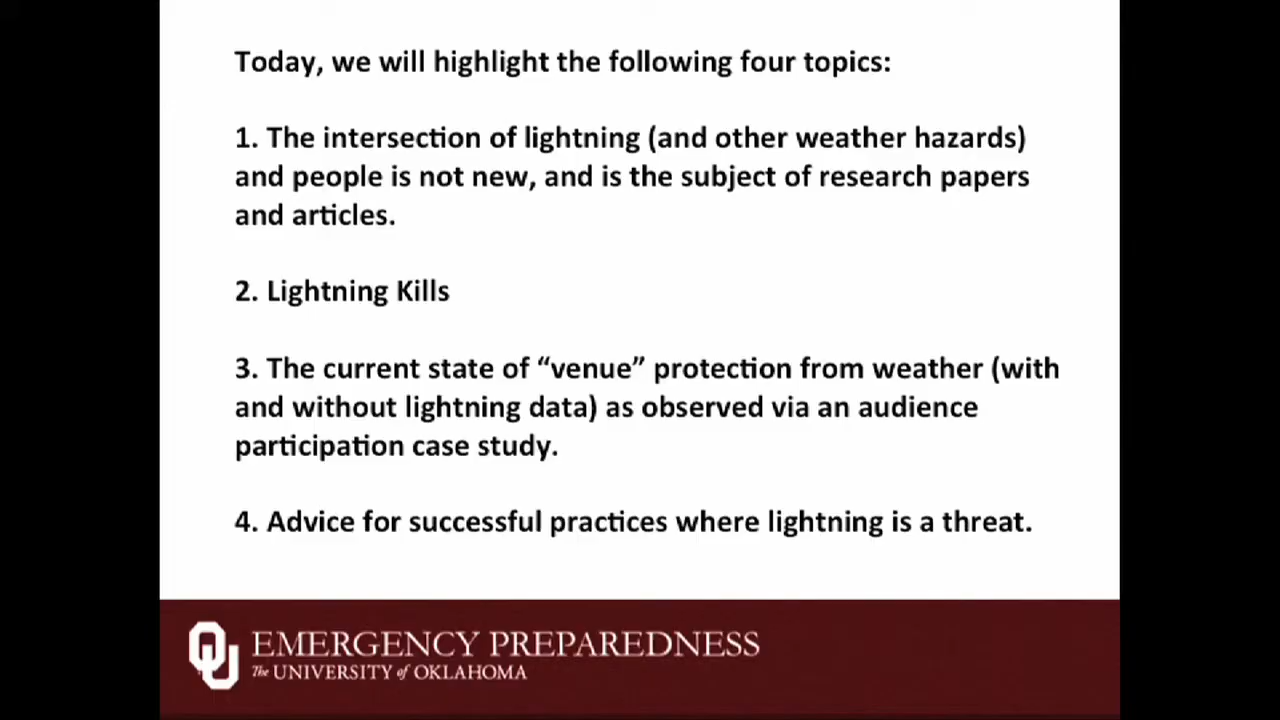 Today, we will highlight the following four topics:
1. The intersection of lightning (and other weather hazards)
and people is not new, and is the subject of research papers
and articles.
2. Lightning Kills
3. The current state of “venue” protection from weather (with
and without lightning data) as observed via an audience
participation case study.
4. Advice for successful practices where lightning is a threat.
OU EMERGENCY PREPAREDNESS
The UNIVERSITY of OKLAHOMA